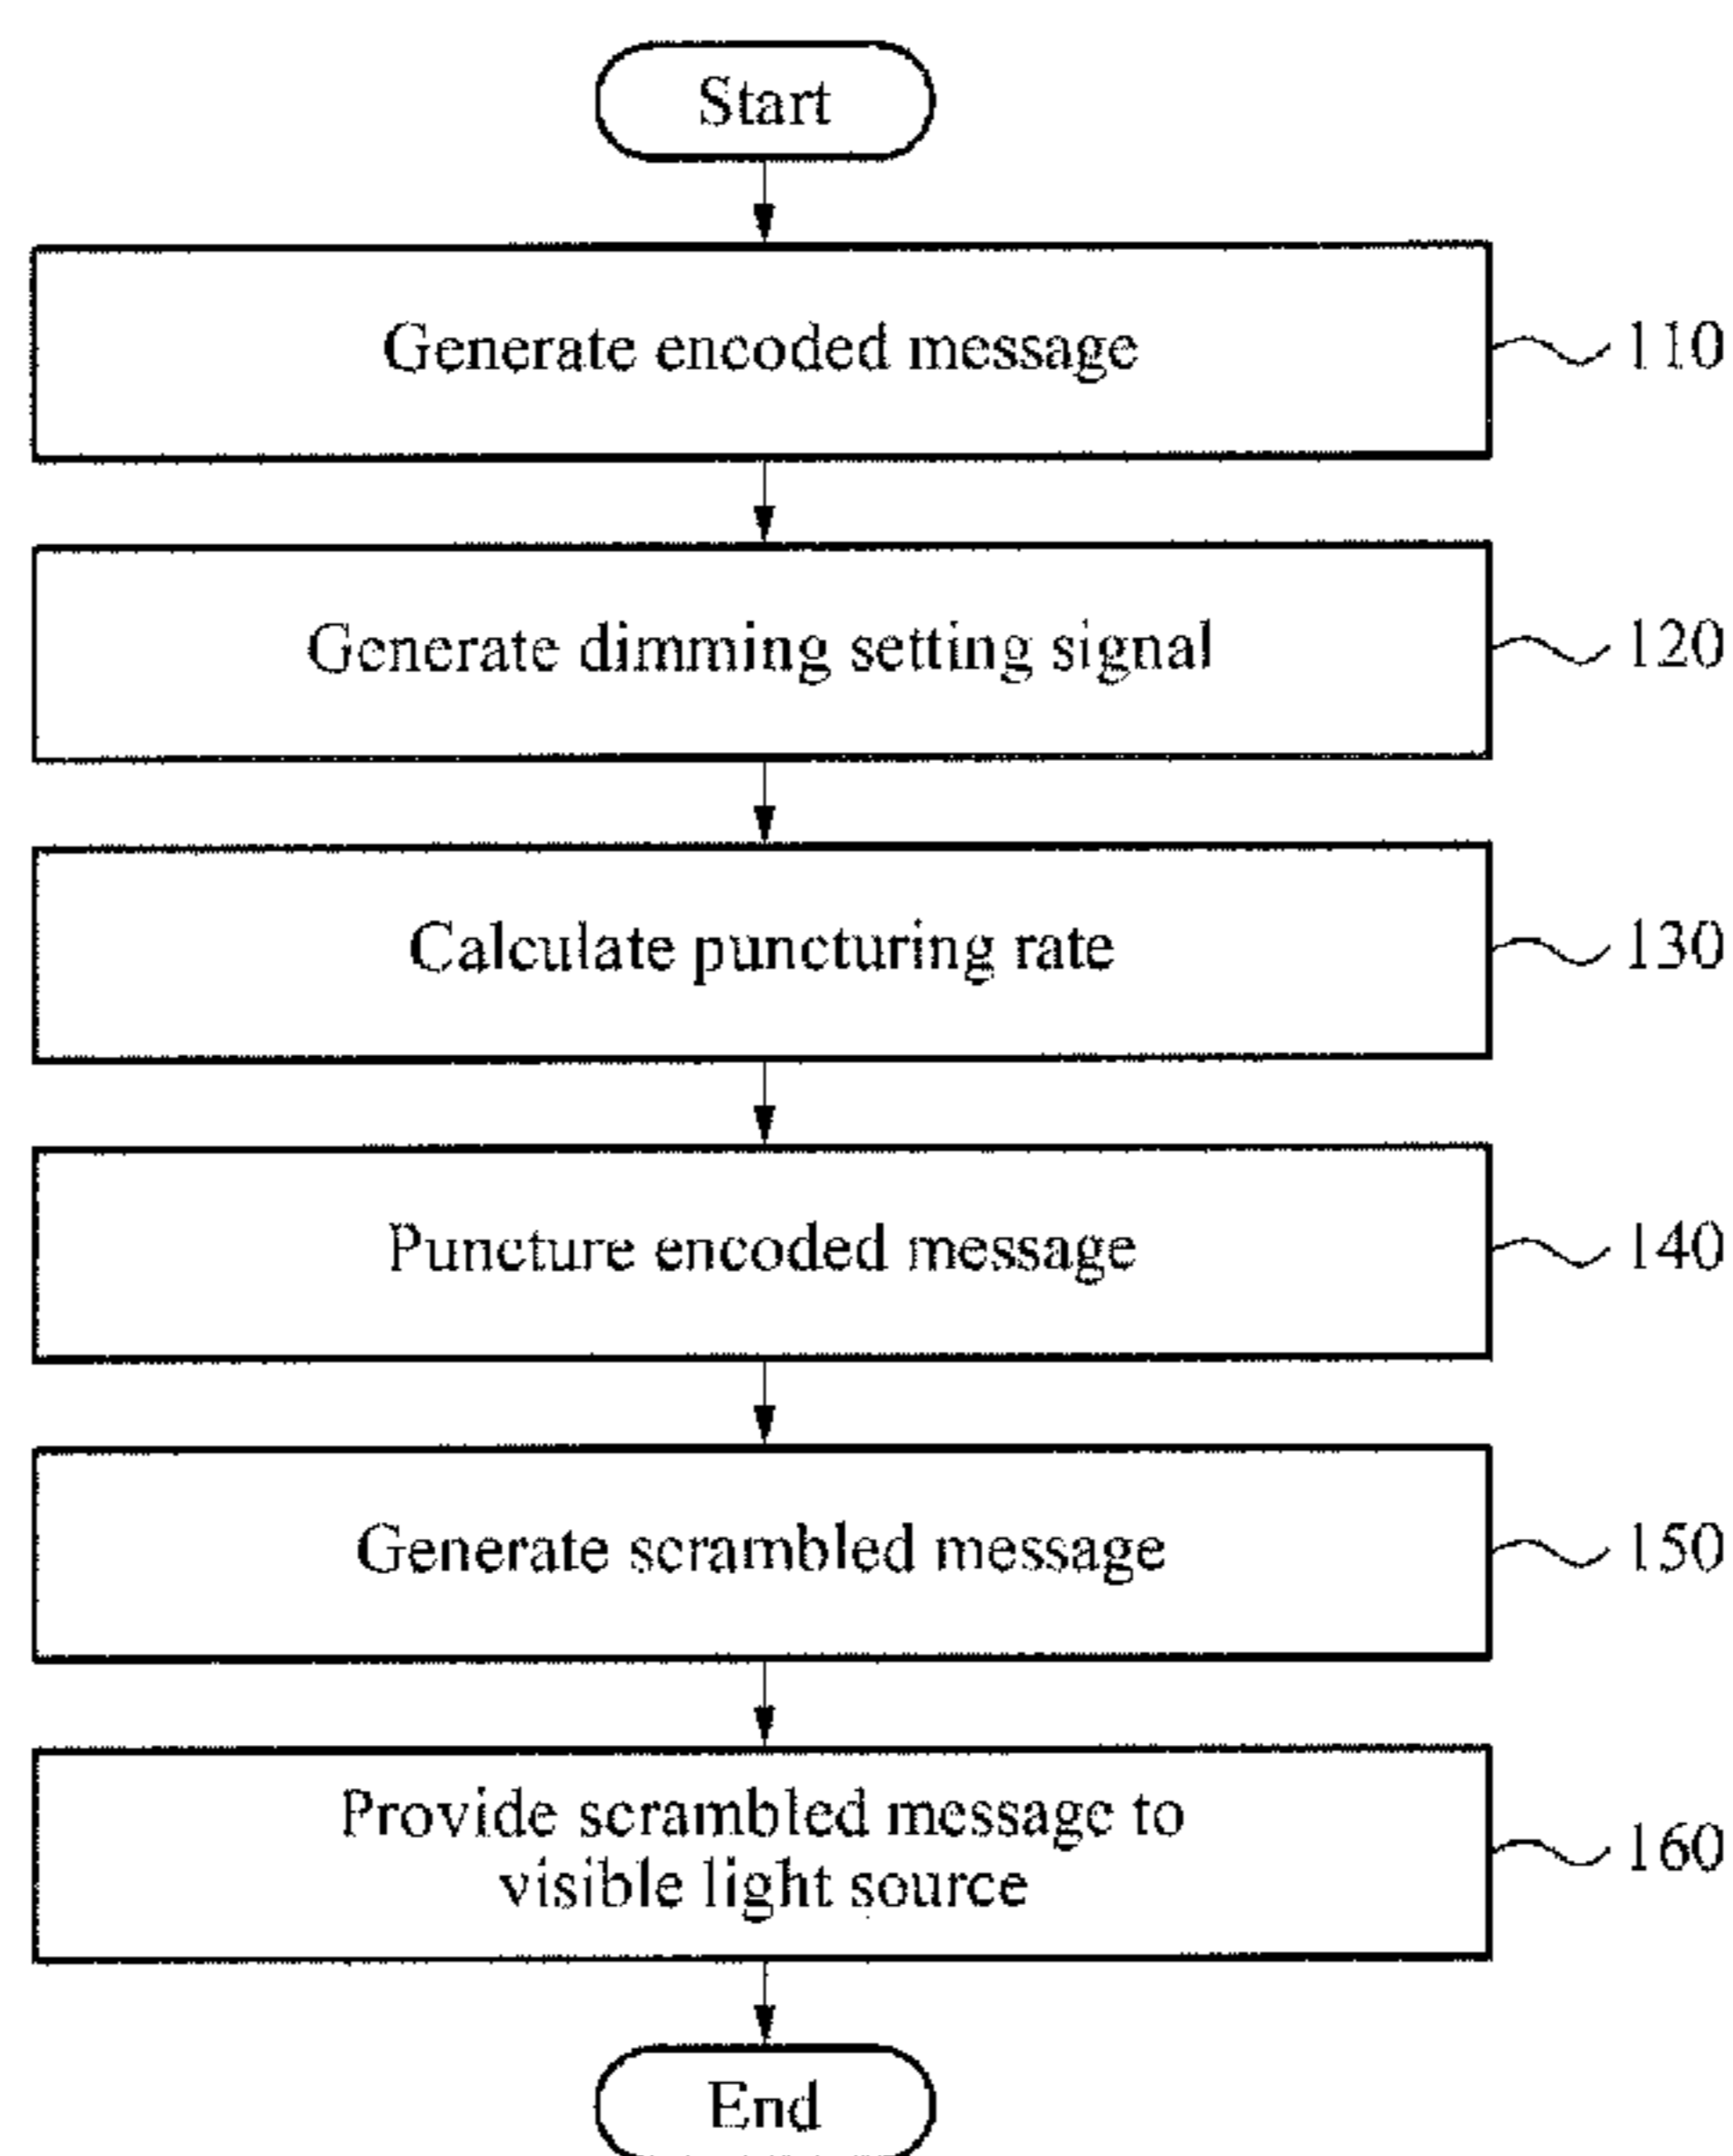 Start
Generate encoded message
110
Generate dimming setting signal
120
Calculate puncturing rate
130
Puncture encoded message
140
Generate scrambled message
150
Provide scrambled message to
visible light source
160
End